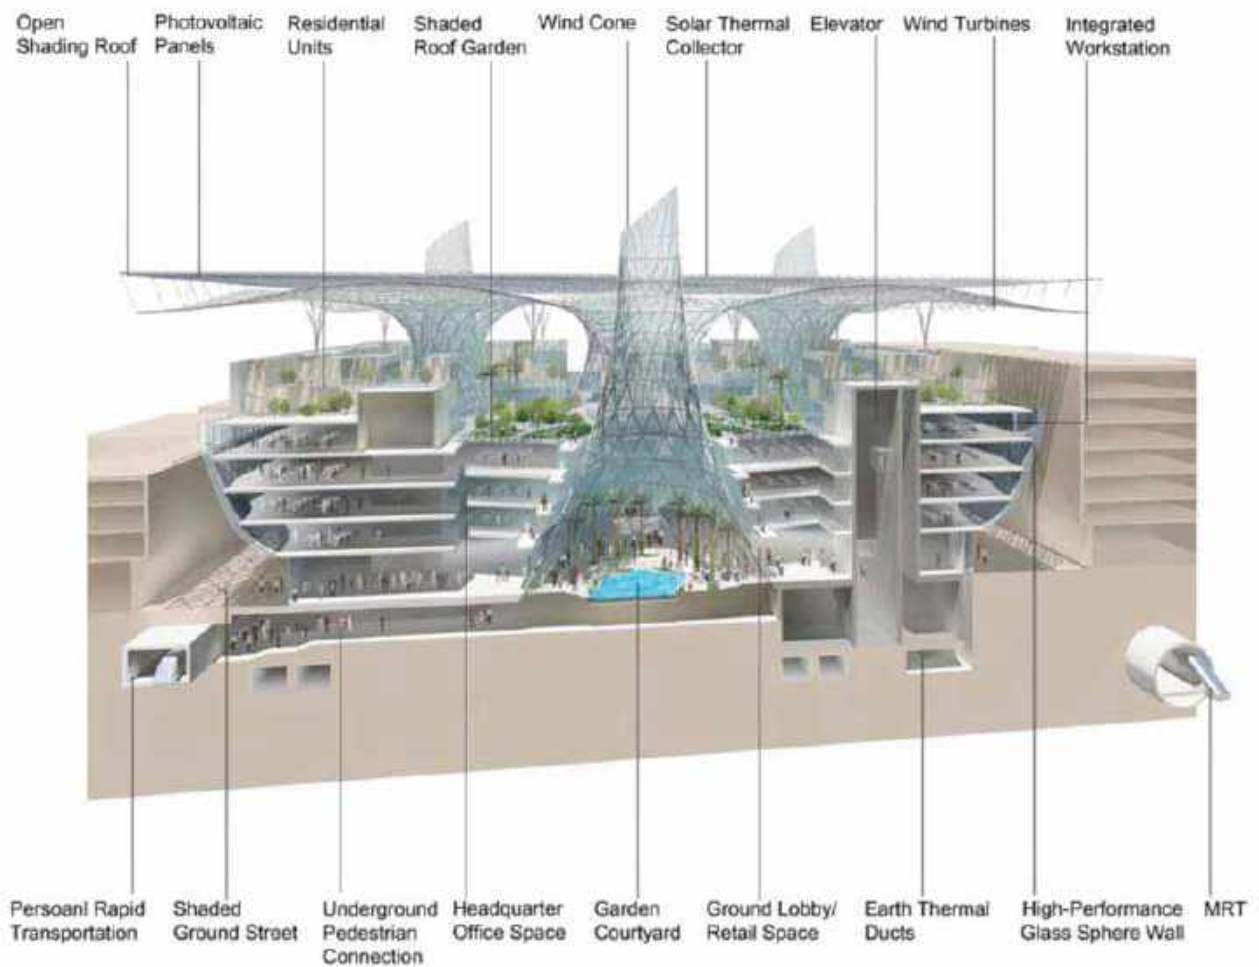 Open
Shading Roof
Photovoltaic
Panels
Residential
Units
Shaded
Roof Garden
Wind Cone
Solar Thermal
Collector
Elevator
Wind Turbines
Integrated
Workstation
Persoanl Rapid
Transportation
Shaded
Ground Street
Underground
Pedestrian
Connection
Headquarter
Office Space
Garden
Courtyard
Ground Lobby/
Retail Space
Earth Thermal
Ducts
High-Performance
Glass Sphere Wall
MRT